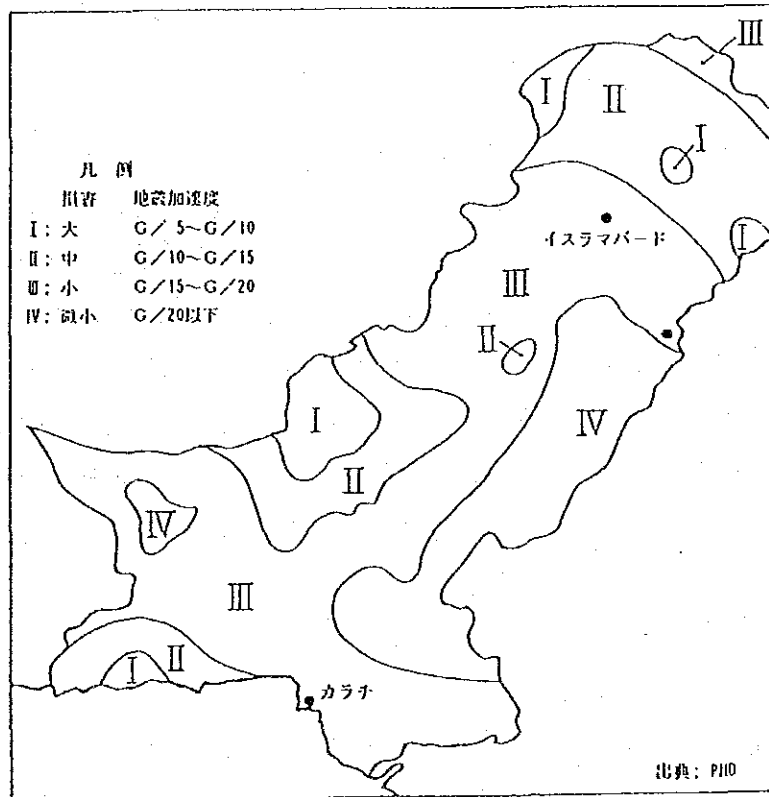 III
I
II
I
凡 例
損害 地震加速度
I: 大 G/ 5~G/10
イスラマバード
I
II: 中 G/10~G/15
III: 小 G/15~G/20
III
IV: 微小 G/20以下
II
I
IV
II
IV
III
II
I
カラチ
出典: PMD